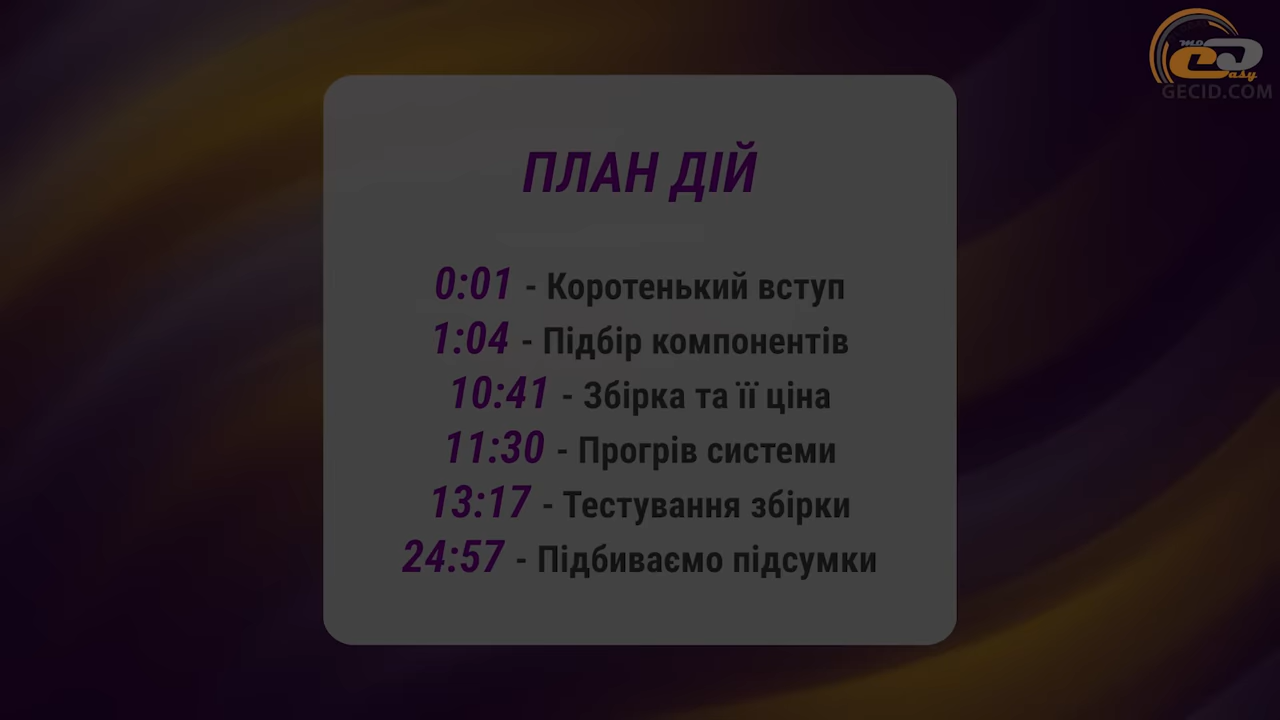 GECID.COM
ПЛАН ДІЙ
0:01 - Коротенький вступ
1:04 - Підбір компонентів
10:41 - Збірка та її ціна
11:30 - Прогрів системи
13:17 - Тестування збірки
24:57 - Підбиваємо підсумки